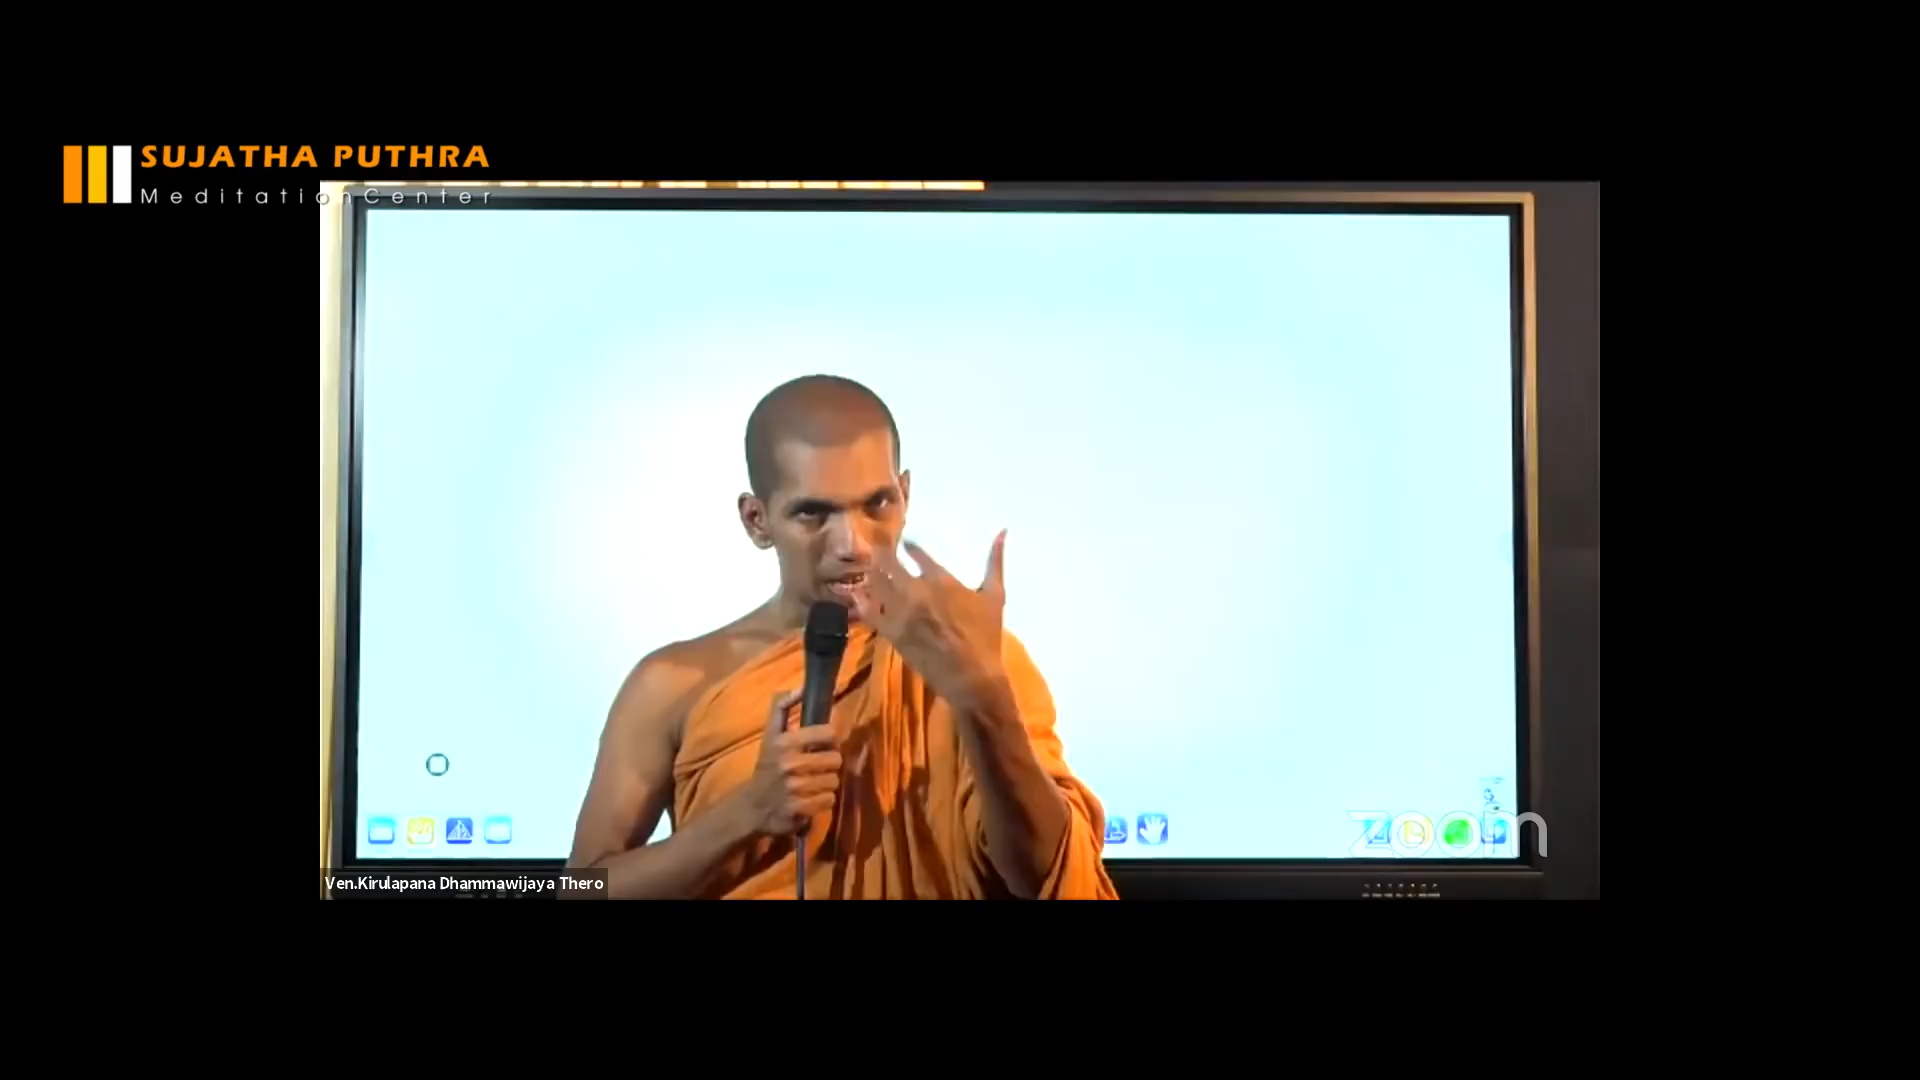 SUJATHA PUTHRA
Meditation Center
zoom
Ven.Kirulapana Dhammawijaya Thero